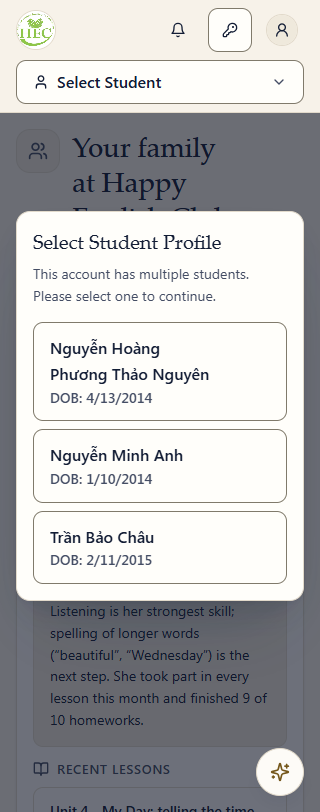 HEC
Select Student
Your family
at Happy
Select Student Profile
This account has multiple students.
Please select one to continue.
Nguyễn Hoàng
Phương Thảo Nguyên
DOB: 4/13/2014
Nguyễn Minh Anh
DOB: 1/10/2014
Trần Bảo Châu
DOB: 2/11/2015
Listening is her strongest skill;
spelling of longer words
("beautiful", "Wednesday") is the
next step. She took part in every
lesson this month and finished 9 of
10 homeworks.
RECENT LESSONS
Unit 4 – My Day: telling the time